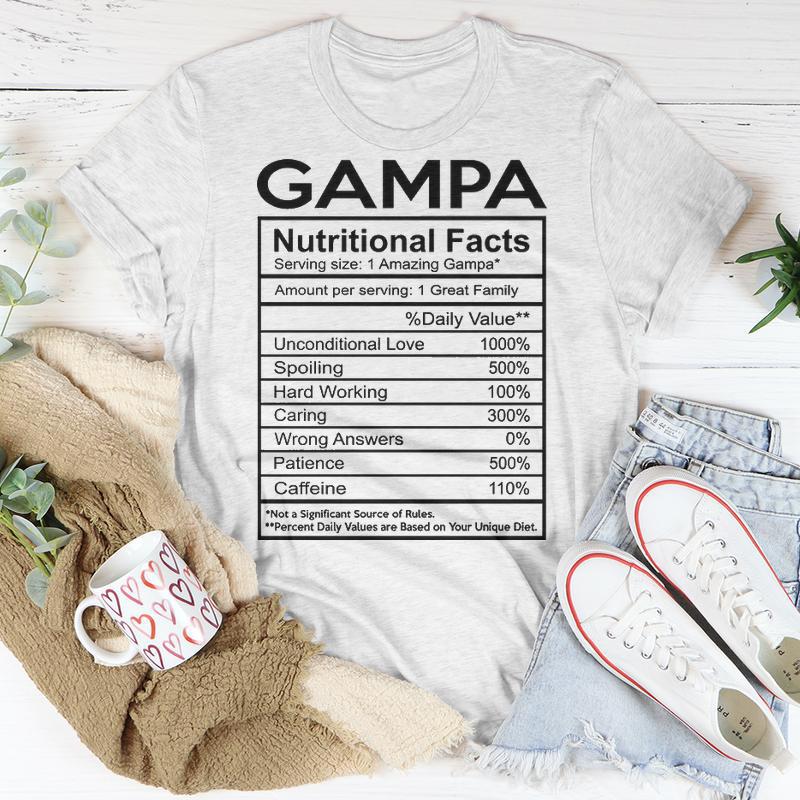 GAMPA
Nutritional Facts
Serving size: 1 Amazing Gampa*
Amount per serving: 1 Great Family
%Daily Value**
Unconditional Love 1000%
Spoiling 500%
Hard Working 100%
Caring 300%
Wrong Answers 0%
Patience 500%
Caffeine 110%
*Not a Significant Source of Rules.
**Percent Daily Values are Based on Your Unique Diet.